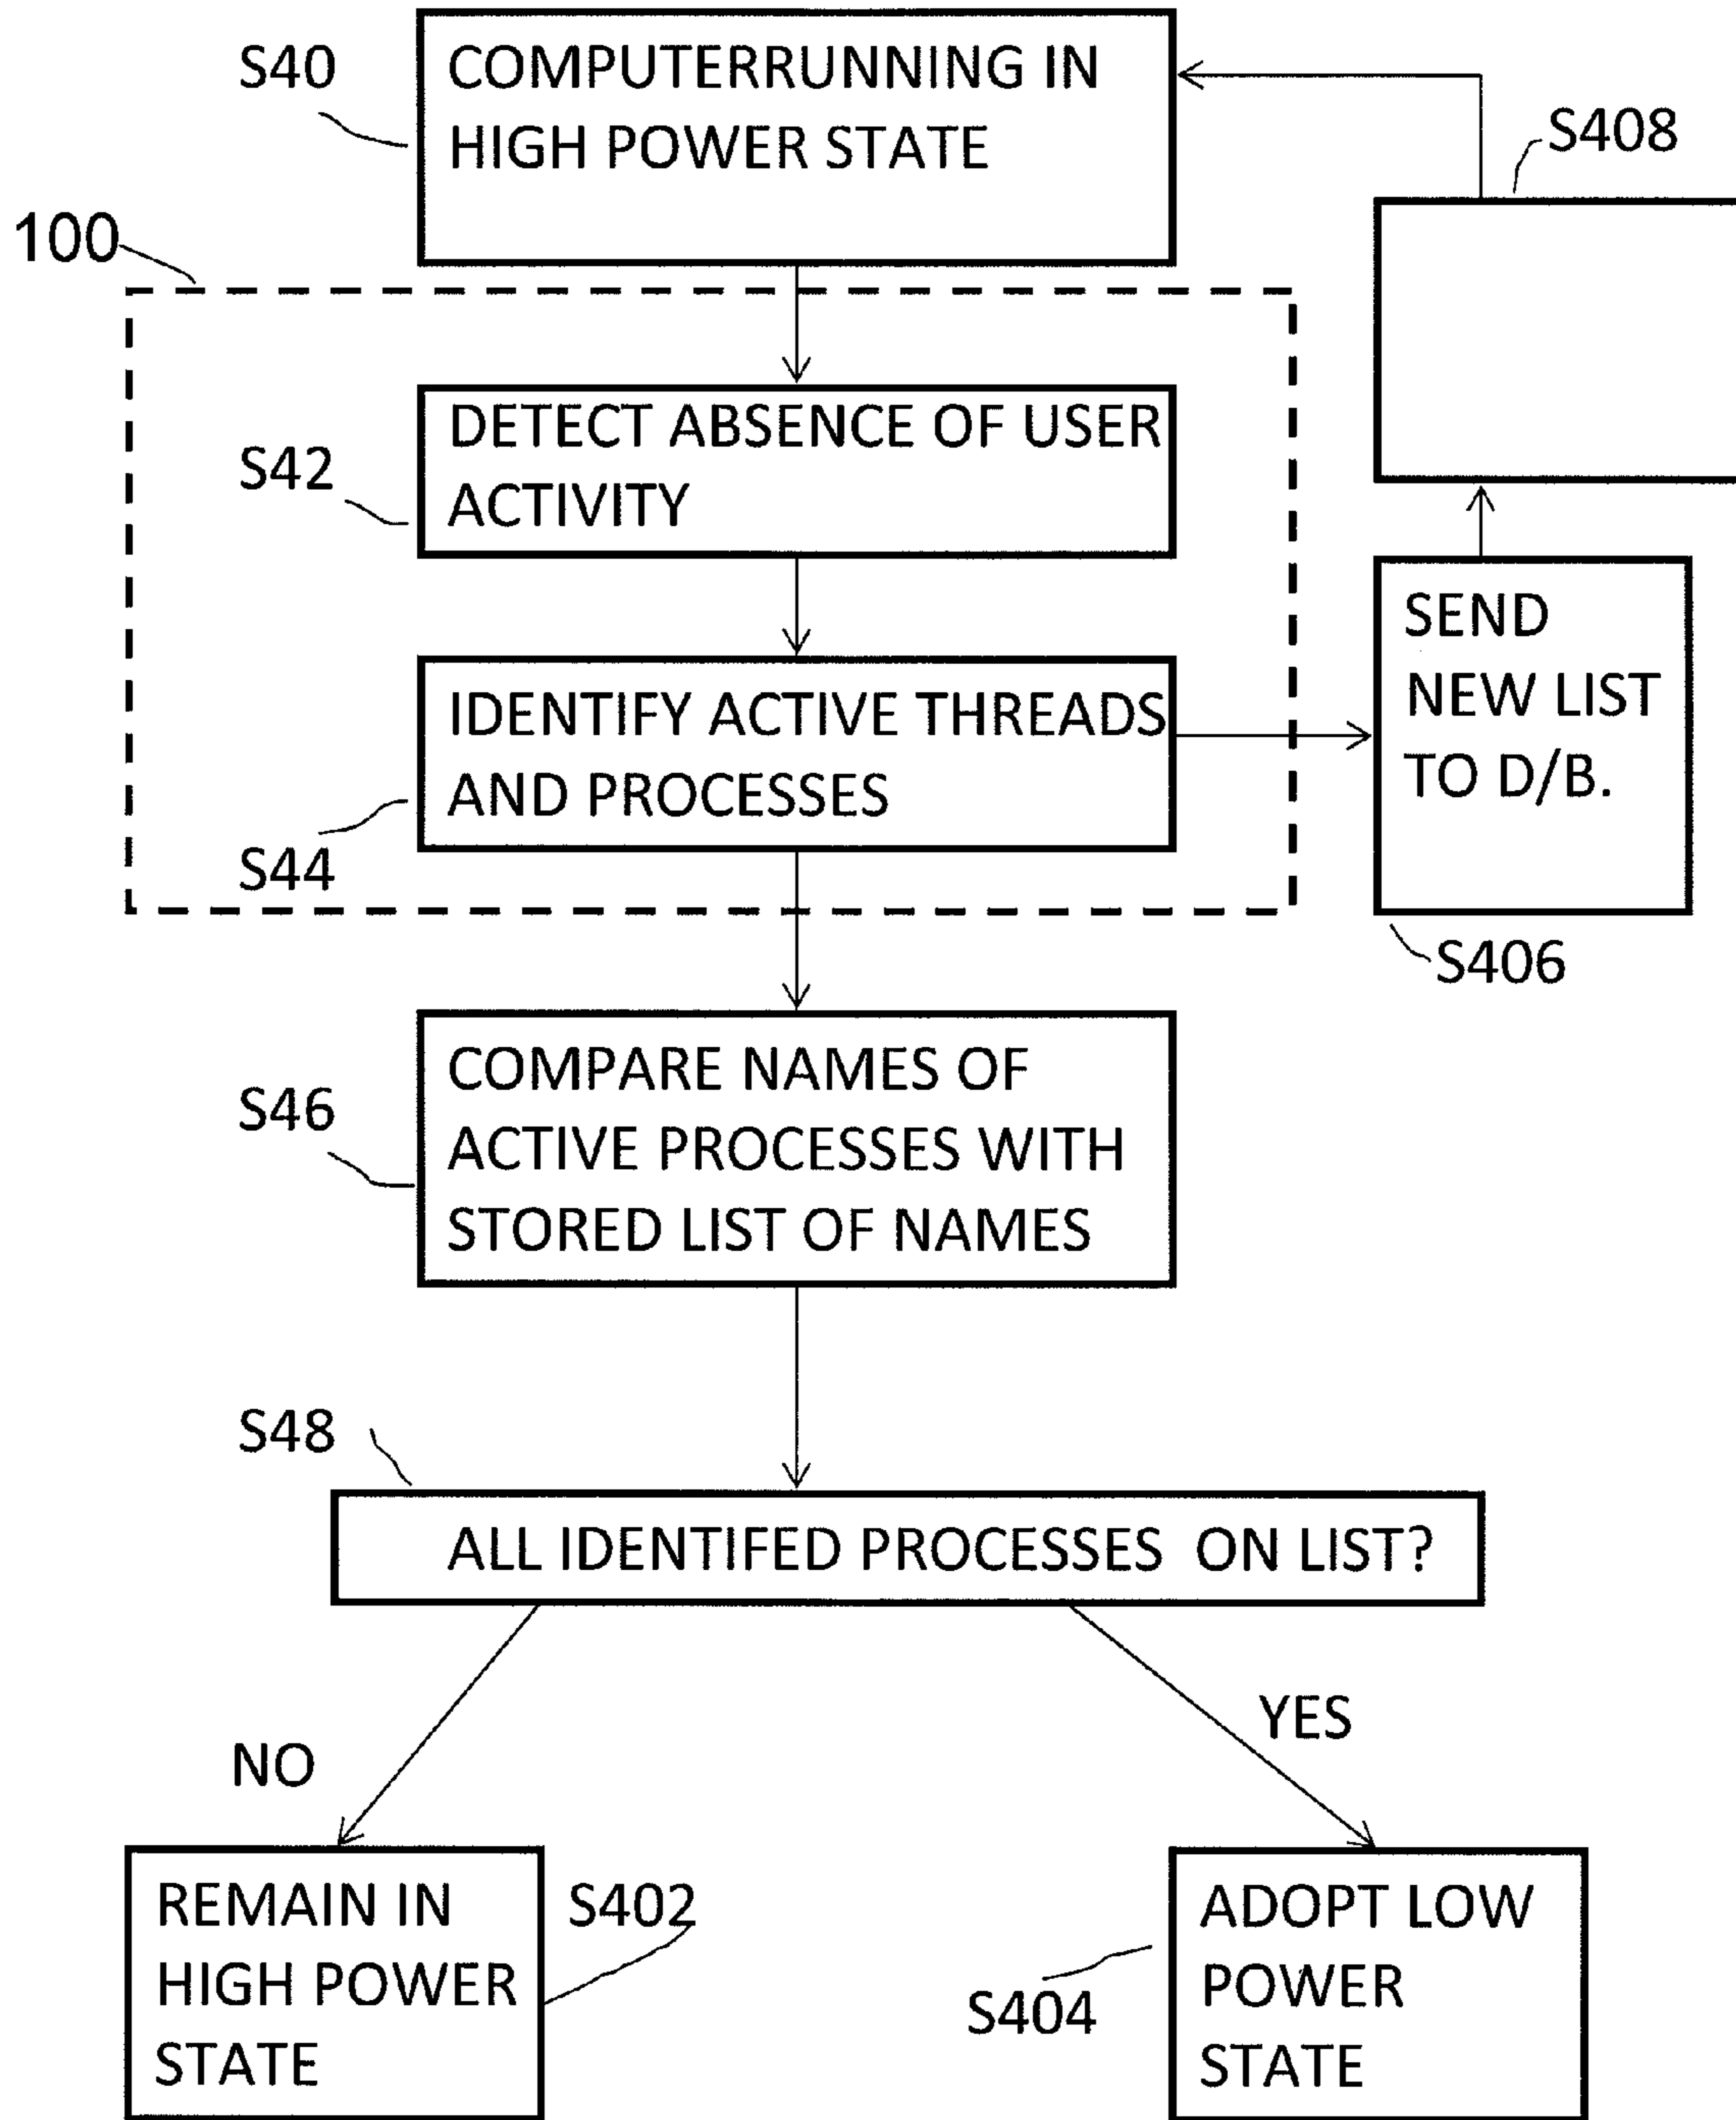 S40
COMPUTERRUNNING IN
HIGH POWER STATE
S408
100
S42
DETECT ABSENCE OF USER
ACTIVITY
SEND
NEW LIST
TO D/B.
S406
S44
IDENTIFY ACTIVE THREADS
AND PROCESSES
S46
COMPARE NAMES OF
ACTIVE PROCESSES WITH
STORED LIST OF NAMES
S48
ALL IDENTIFED PROCESSES ON LIST?
NO
YES
REMAIN IN
HIGH POWER
STATE
S402
S404
ADOPT LOW
POWER
STATE